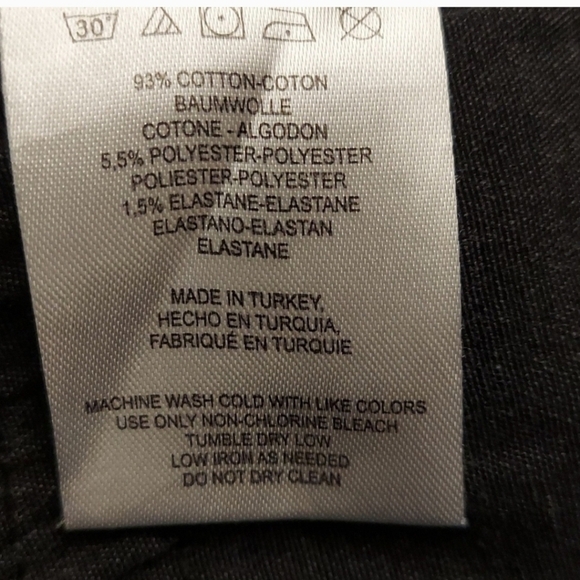 30°
93% COTTON-COTON
BAUMWOLLE
COTONE-ALGODON
5,5% POLYESTER-POLYESTER
POLIESTER-POLYESTER
1,5% ELASTANE-ELASTANE
ELASTANO-ELASTAN
ELASTANE
MADE IN TURKEY,
HECHO EN TURQUIA,
FABRIQUÉ EN TURQUIE
MACHINE WASH COLD WITH LIKE COLORS
USE ONLY NON-CHLORINE BLEACH
TUMBLE DRY LOW
LOW IRON AS NEEDED
DO NOT DRY CLEAN